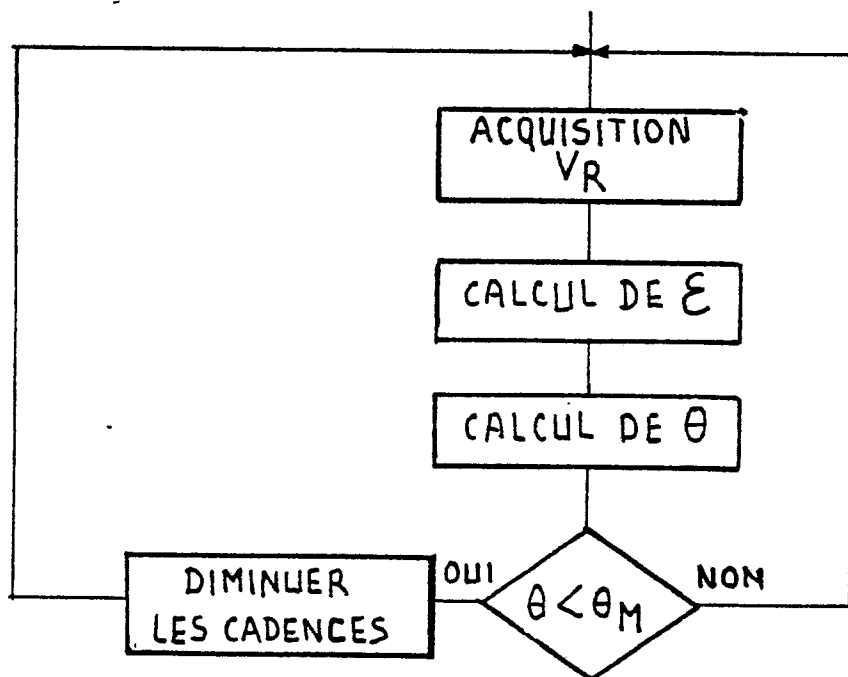 ACQUISITION
VR
CALCUL DE ε
CALCUL DE θ
OUI
θ < θM
NON
DIMINUER
LES CADENCES